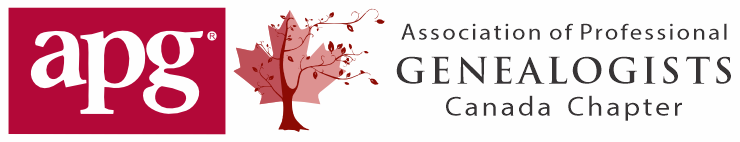 apg®
Association of Professional
GENEALOGISTS
Canada Chapter